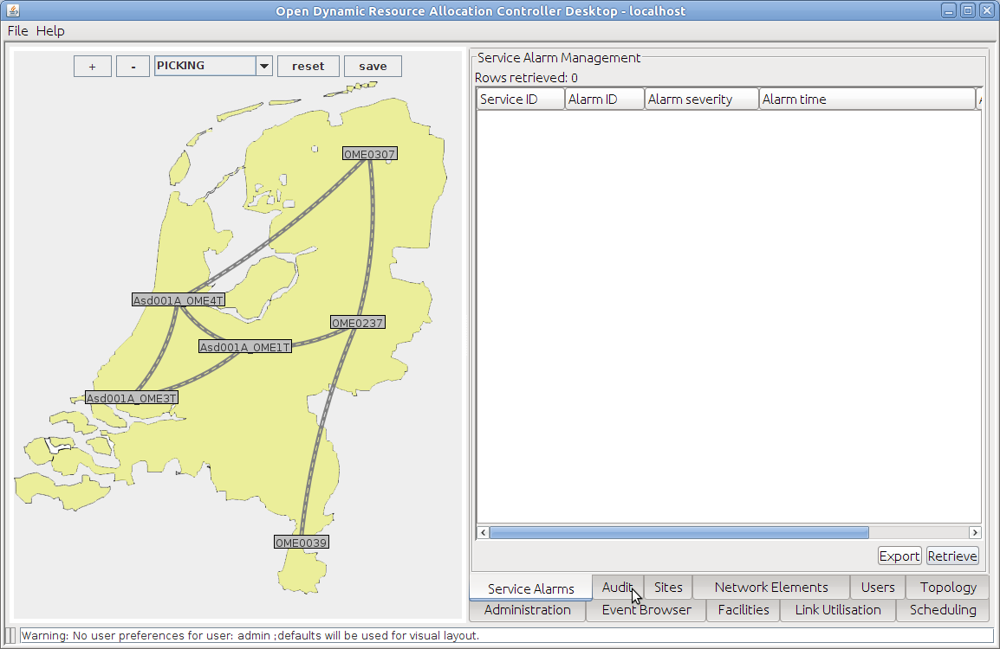 Open Dynamic Resource Allocation Controller Desktop - localhost
File Help
+ - PICKING reset save
OME0307
Asd001A_OME4T
OME0237
Asd001A_OME1T
Asd001A_OME3T
OME0039
Service Alarm Management
Rows retrieved: 0
Service ID Alarm ID Alarm severity Alarm time
Export Retrieve
Service Alarms Audit Sites Network Elements Users Topology
Administration Event Browser Facilities Link Utilisation Scheduling
Warning: No user preferences for user: admin ;defaults will be used for visual layout.